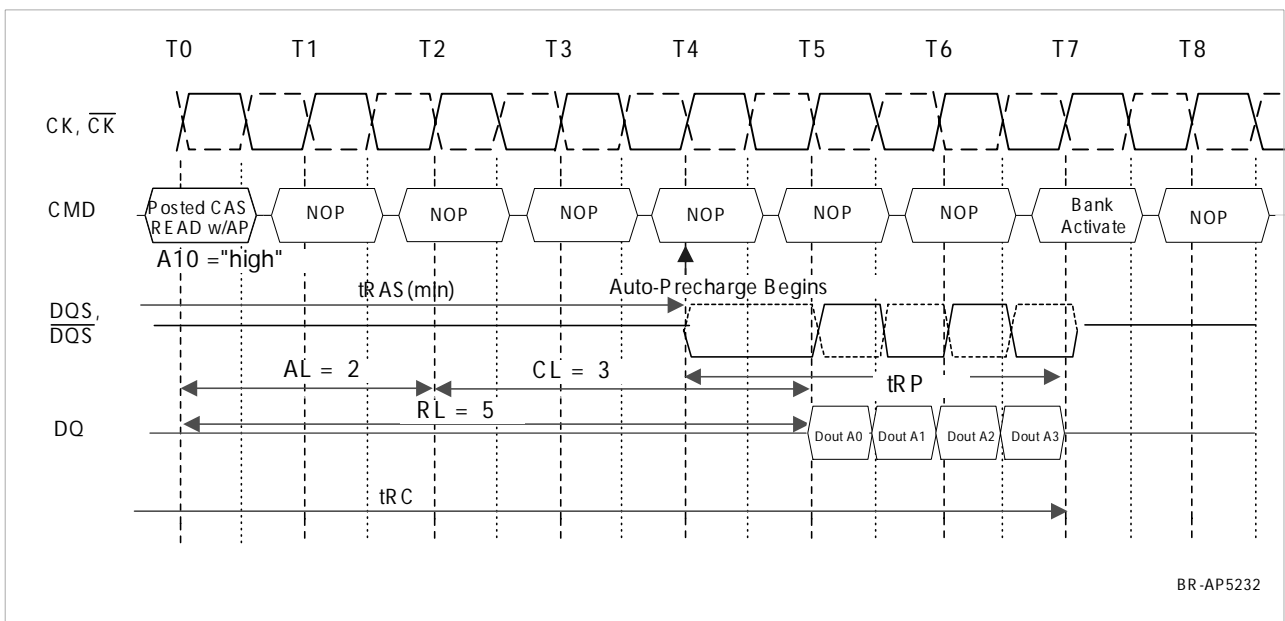 T0 T1 T2 T3 T4 T5 T6 T7 T8
CK, CK
CMD
Posted CAS
READ w/AP
NOP
NOP
NOP
NOP
NOP
NOP
Bank
Activate
NOP
A10 ="high"
tRAS(min)
Auto-Precharge Begins
DQS,
DQS
AL = 2
CL = 3
tRP
RL = 5
DQ
Dout A0
Dout A1
Dout A2
Dout A3
tRC
BR-AP5232